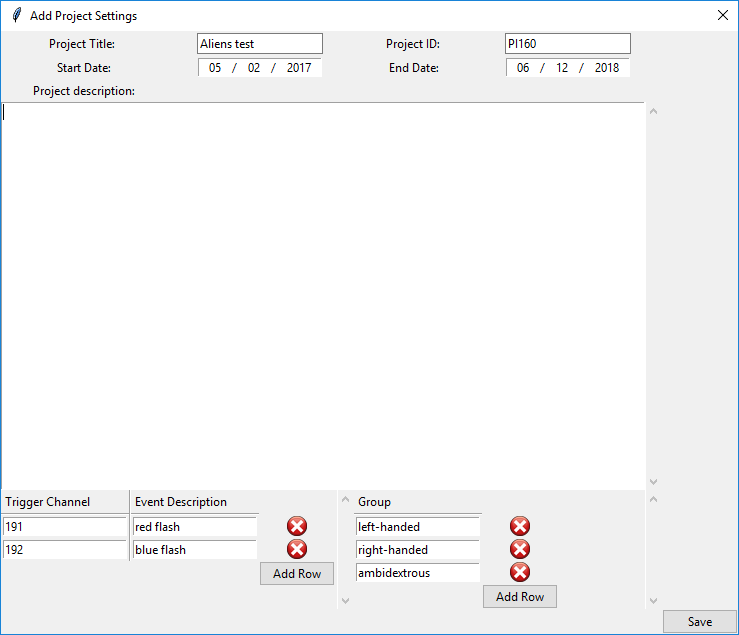 Add Project Settings
Project Title: Aliens test Project ID: PI160
Start Date: 05 / 02 / 2017 End Date: 06 / 12 / 2018
Project description:
Trigger Channel Event Description Group
191 red flash left-handed
192 blue flash right-handed
Add Row ambidextrous
Add Row
Save